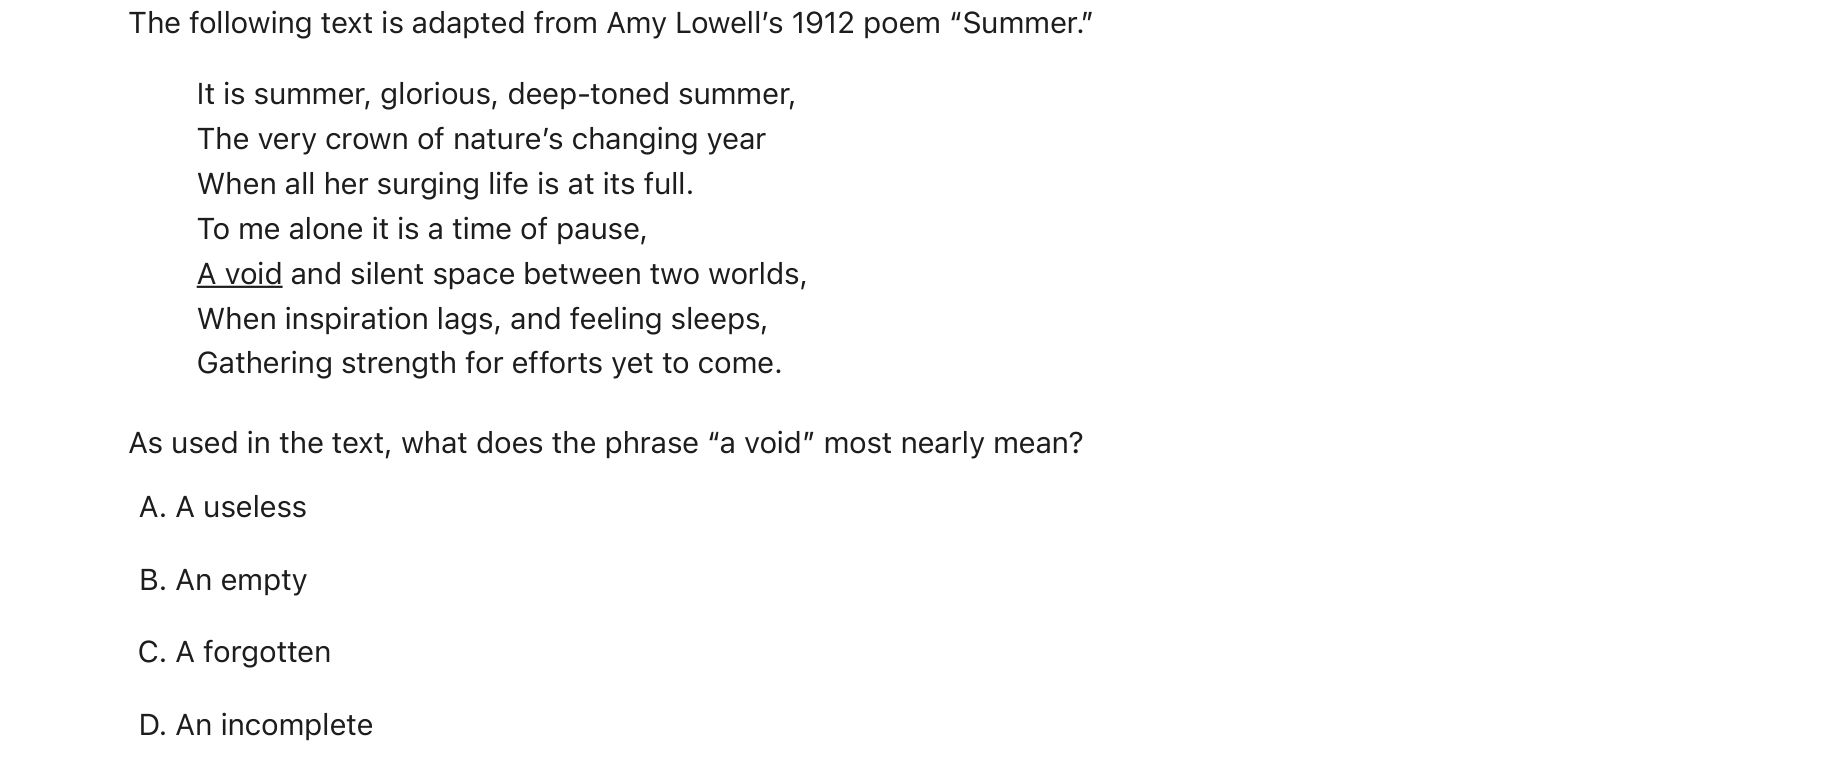 The following text is adapted from Amy Lowell’s 1912 poem “Summer.”
It is summer, glorious, deep-toned summer,
The very crown of nature’s changing year
When all her surging life is at its full.
To me alone it is a time of pause,
A void and silent space between two worlds,
When inspiration lags, and feeling sleeps,
Gathering strength for efforts yet to come.
As used in the text, what does the phrase “a void” most nearly mean?
A. A useless
B. An empty
C. A forgotten
D. An incomplete